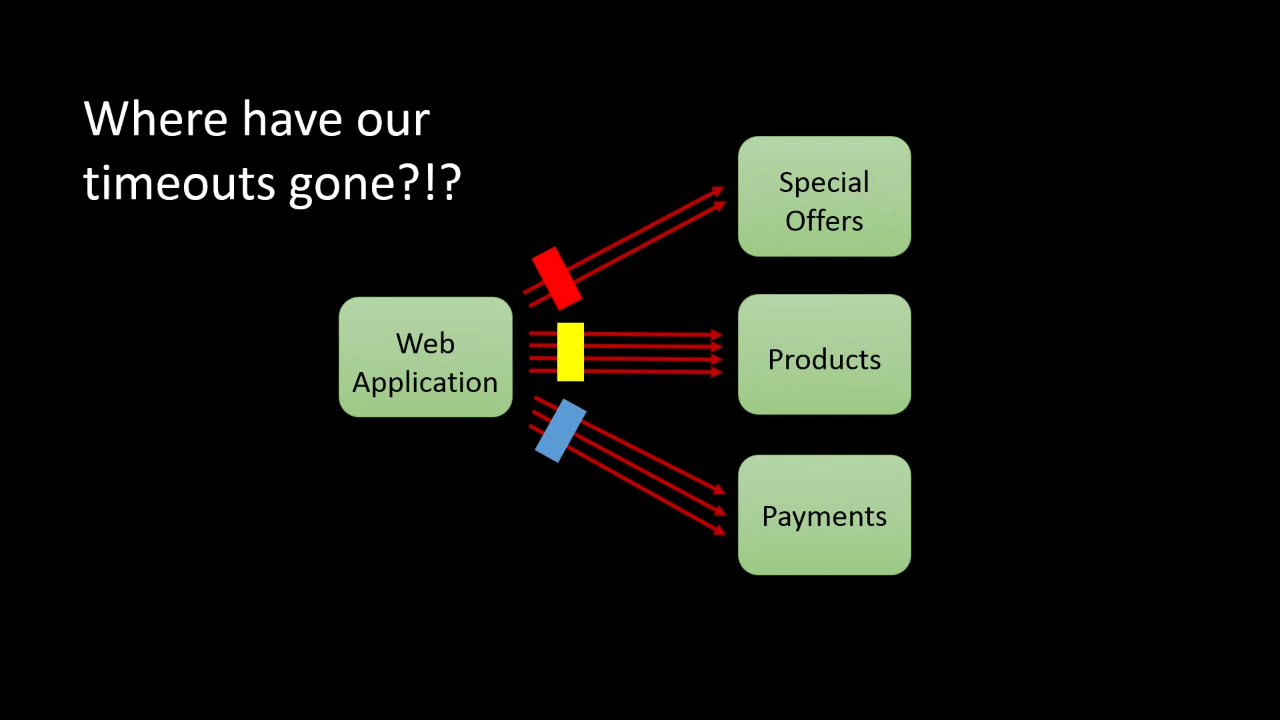 Where have our
timeouts gone?!?
Special
Offers
Web
Application
Products
Payments